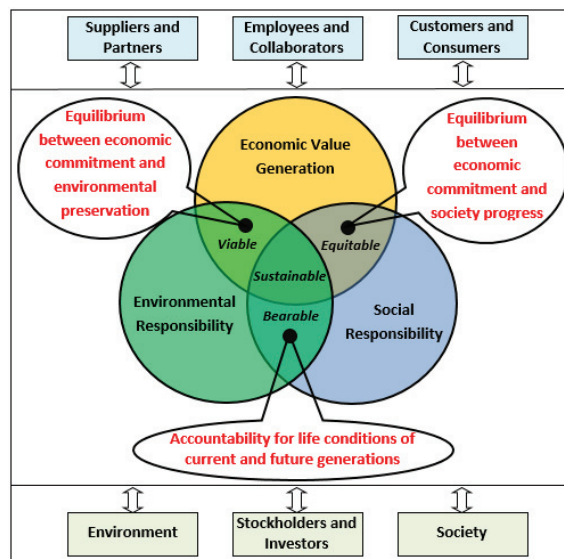 Suppliers and
Partners
Employees and
Collaborators
Customers and
Consumers
Equilibrium
between economic
commitment and
environmental
preservation
Economic Value
Generation
Equilibrium
between
economic
commitment and
society progress
Viable
Equitable
Sustainable
Environmental
Responsibility
Bearable
Social
Responsibility
Accountability for life conditions of
current and future generations
Environment
Stockholders and
Investors
Society